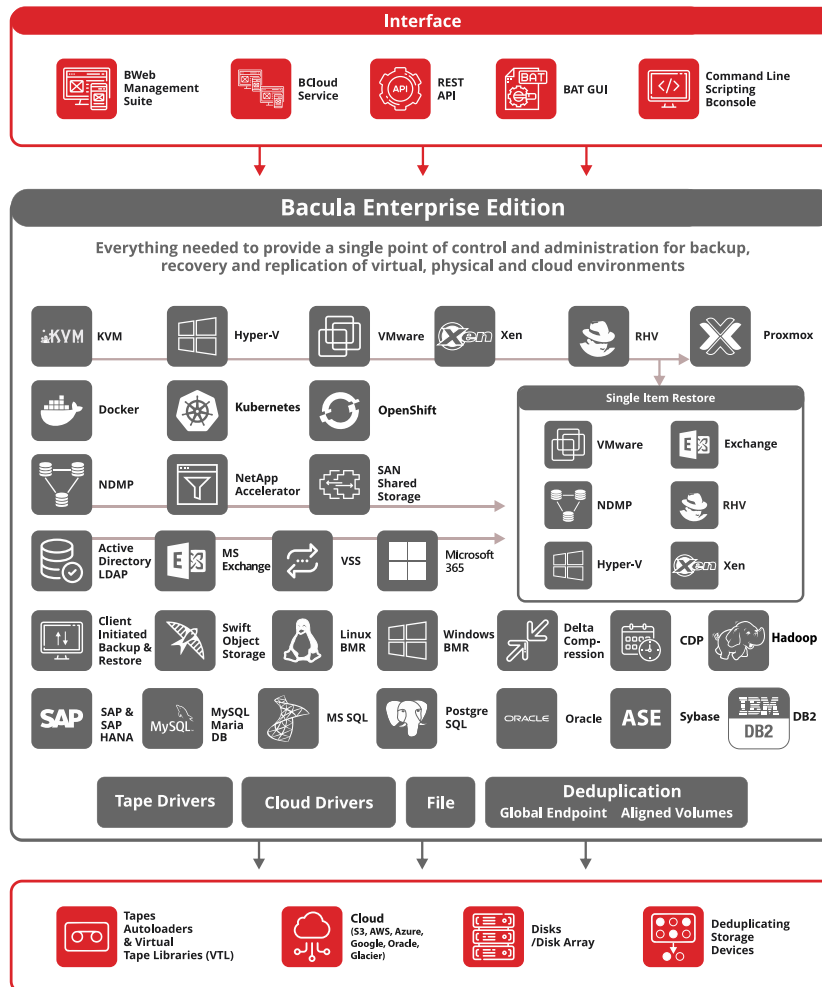 Interface
BWeb
Management
Suite
BCloud
Service
API
REST
API
BAT
BAT GUI
</>
Command Line
Scripting
Bconsole
Bacula Enterprise Edition
Everything needed to provide a single point of control and administration for backup,
recovery and replication of virtual, physical and cloud environments
KVM
KVM
Hyper-V
VMware
Xen
Xen
RHV
Proxmox
Docker
Kubernetes
OpenShift
Single Item Restore
VMware
E
Exchange
NDMP
RHV
Hyper-V
Xen
Xen
NDMP
NetApp
Accelerator
SAN
Shared
Storage
Active
Directory
LDAP
E
MS
Exchange
VSS
Microsoft
365
Client
Initiated
Backup &
Restore
Swift
Object
Storage
Linux
BMR
Windows
BMR
Delta
Comp-
ression
CDP
Hadoop
SAP
SAP &
SAP
HANA
MySQL
MySQL
Maria
DB
MS SQL
Postgre
SQL
ORACLE
Oracle
ASE
Sybase
IBM
DB2
DB2
Tape Drivers
Cloud Drivers
File
Deduplication
Global Endpoint Aligned Volumes
Tapes
Autoloaders
& Virtual
Tape Libraries (VTL)
Cloud
(S3, AWS, Azure,
Google, Oracle,
Glacier)
Disks
/Disk Array
Deduplicating
Storage
Devices